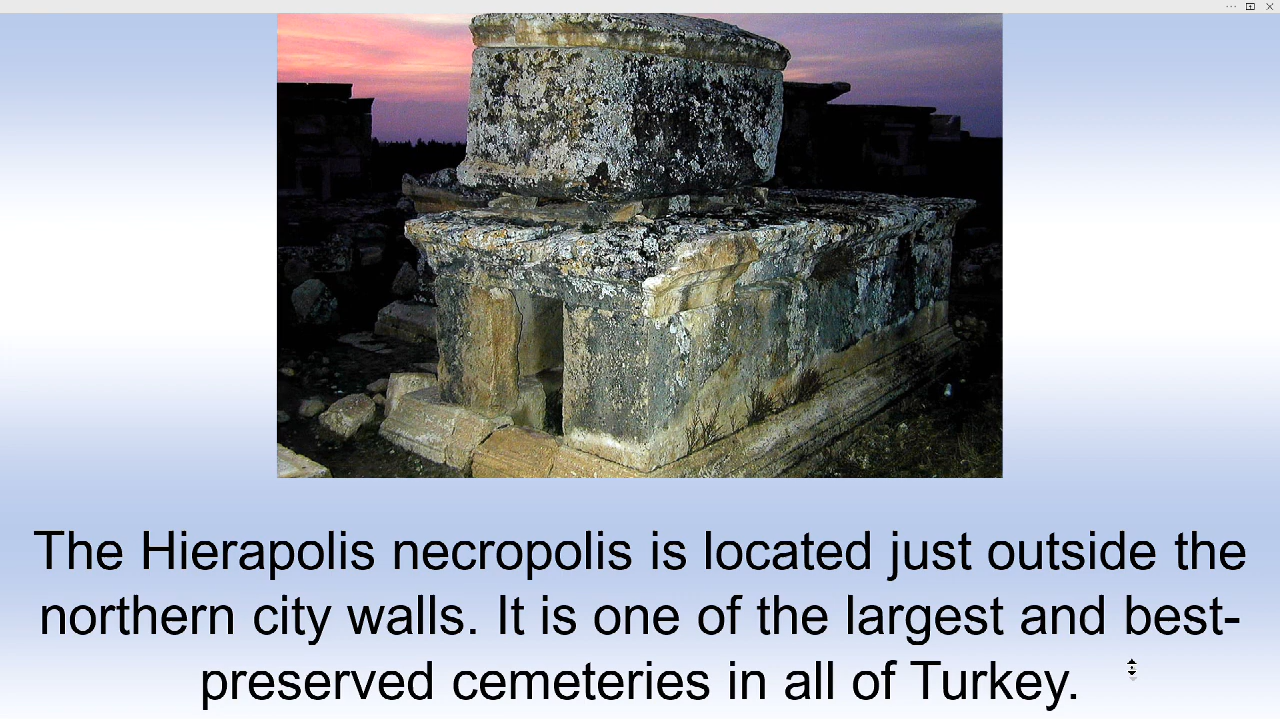 The Hierapolis necropolis is located just outside the
northern city walls. It is one of the largest and best-
preserved cemeteries in all of Turkey.